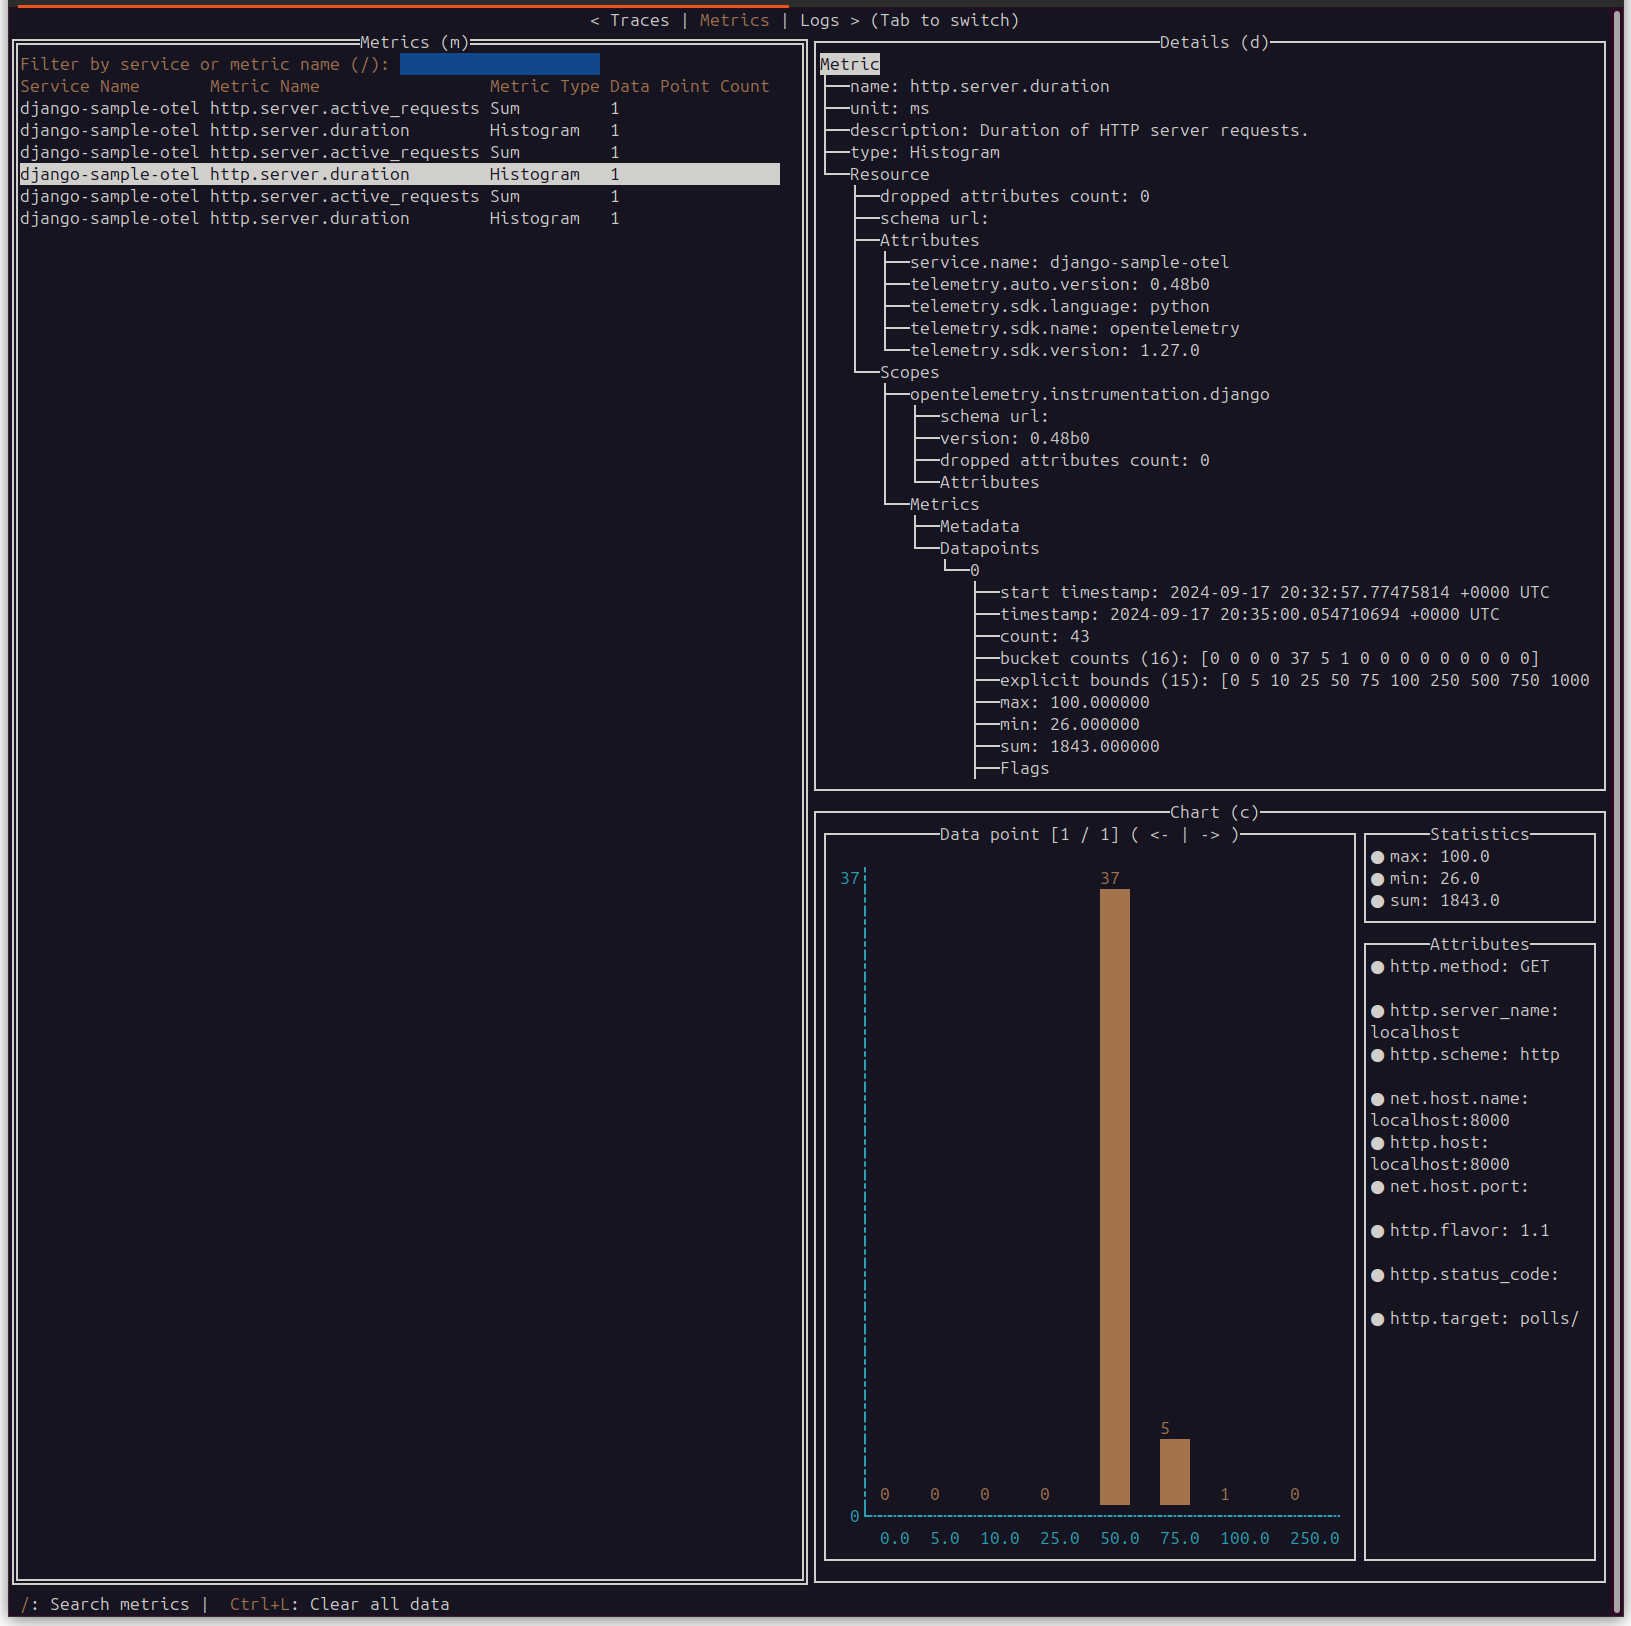 < Traces | Metrics | Logs > (Tab to switch)
Metrics (m)
Filter by service or metric name (/):
Service Name Metric Name Metric Type Data Point Count
django-sample-otel http.server.active_requests Sum 1
django-sample-otel http.server.duration Histogram 1
django-sample-otel http.server.active_requests Sum 1
django-sample-otel http.server.duration Histogram 1
django-sample-otel http.server.active_requests Sum 1
django-sample-otel http.server.duration Histogram 1
Details (d)
Metric
name: http.server.duration
unit: ms
description: Duration of HTTP server requests.
type: Histogram
Resource
dropped attributes count: 0
schema url:
Attributes
service.name: django-sample-otel
telemetry.auto.version: 0.48b0
telemetry.sdk.language: python
telemetry.sdk.name: opentelemetry
telemetry.sdk.version: 1.27.0
Scopes
opentelemetry.instrumentation.django
schema url:
version: 0.48b0
dropped attributes count: 0
Attributes
Metrics
Metadata
Datapoints
0
start timestamp: 2024-09-17 20:32:57.77475814 +0000 UTC
timestamp: 2024-09-17 20:35:00.054710694 +0000 UTC
count: 43
bucket counts (16): [0 0 0 0 37 5 1 0 0 0 0 0 0 0 0 0]
explicit bounds (15): [0 5 10 25 50 75 100 250 500 750 1000
max: 100.000000
min: 26.000000
sum: 1843.000000
Flags
Chart (c)
Data point [1 / 1] ( <- | -> )
37 37
5
0 0 0 0 1 0
0
0.0 5.0 10.0 25.0 50.0 75.0 100.0 250.0
Statistics
● max: 100.0
● min: 26.0
● sum: 1843.0
Attributes
● http.method: GET
● http.server_name:
localhost
● http.scheme: http
● net.host.name:
localhost:8000
● http.host:
localhost:8000
● net.host.port:
● http.flavor: 1.1
● http.status_code:
● http.target: polls/
/: Search metrics | Ctrl+L: Clear all data